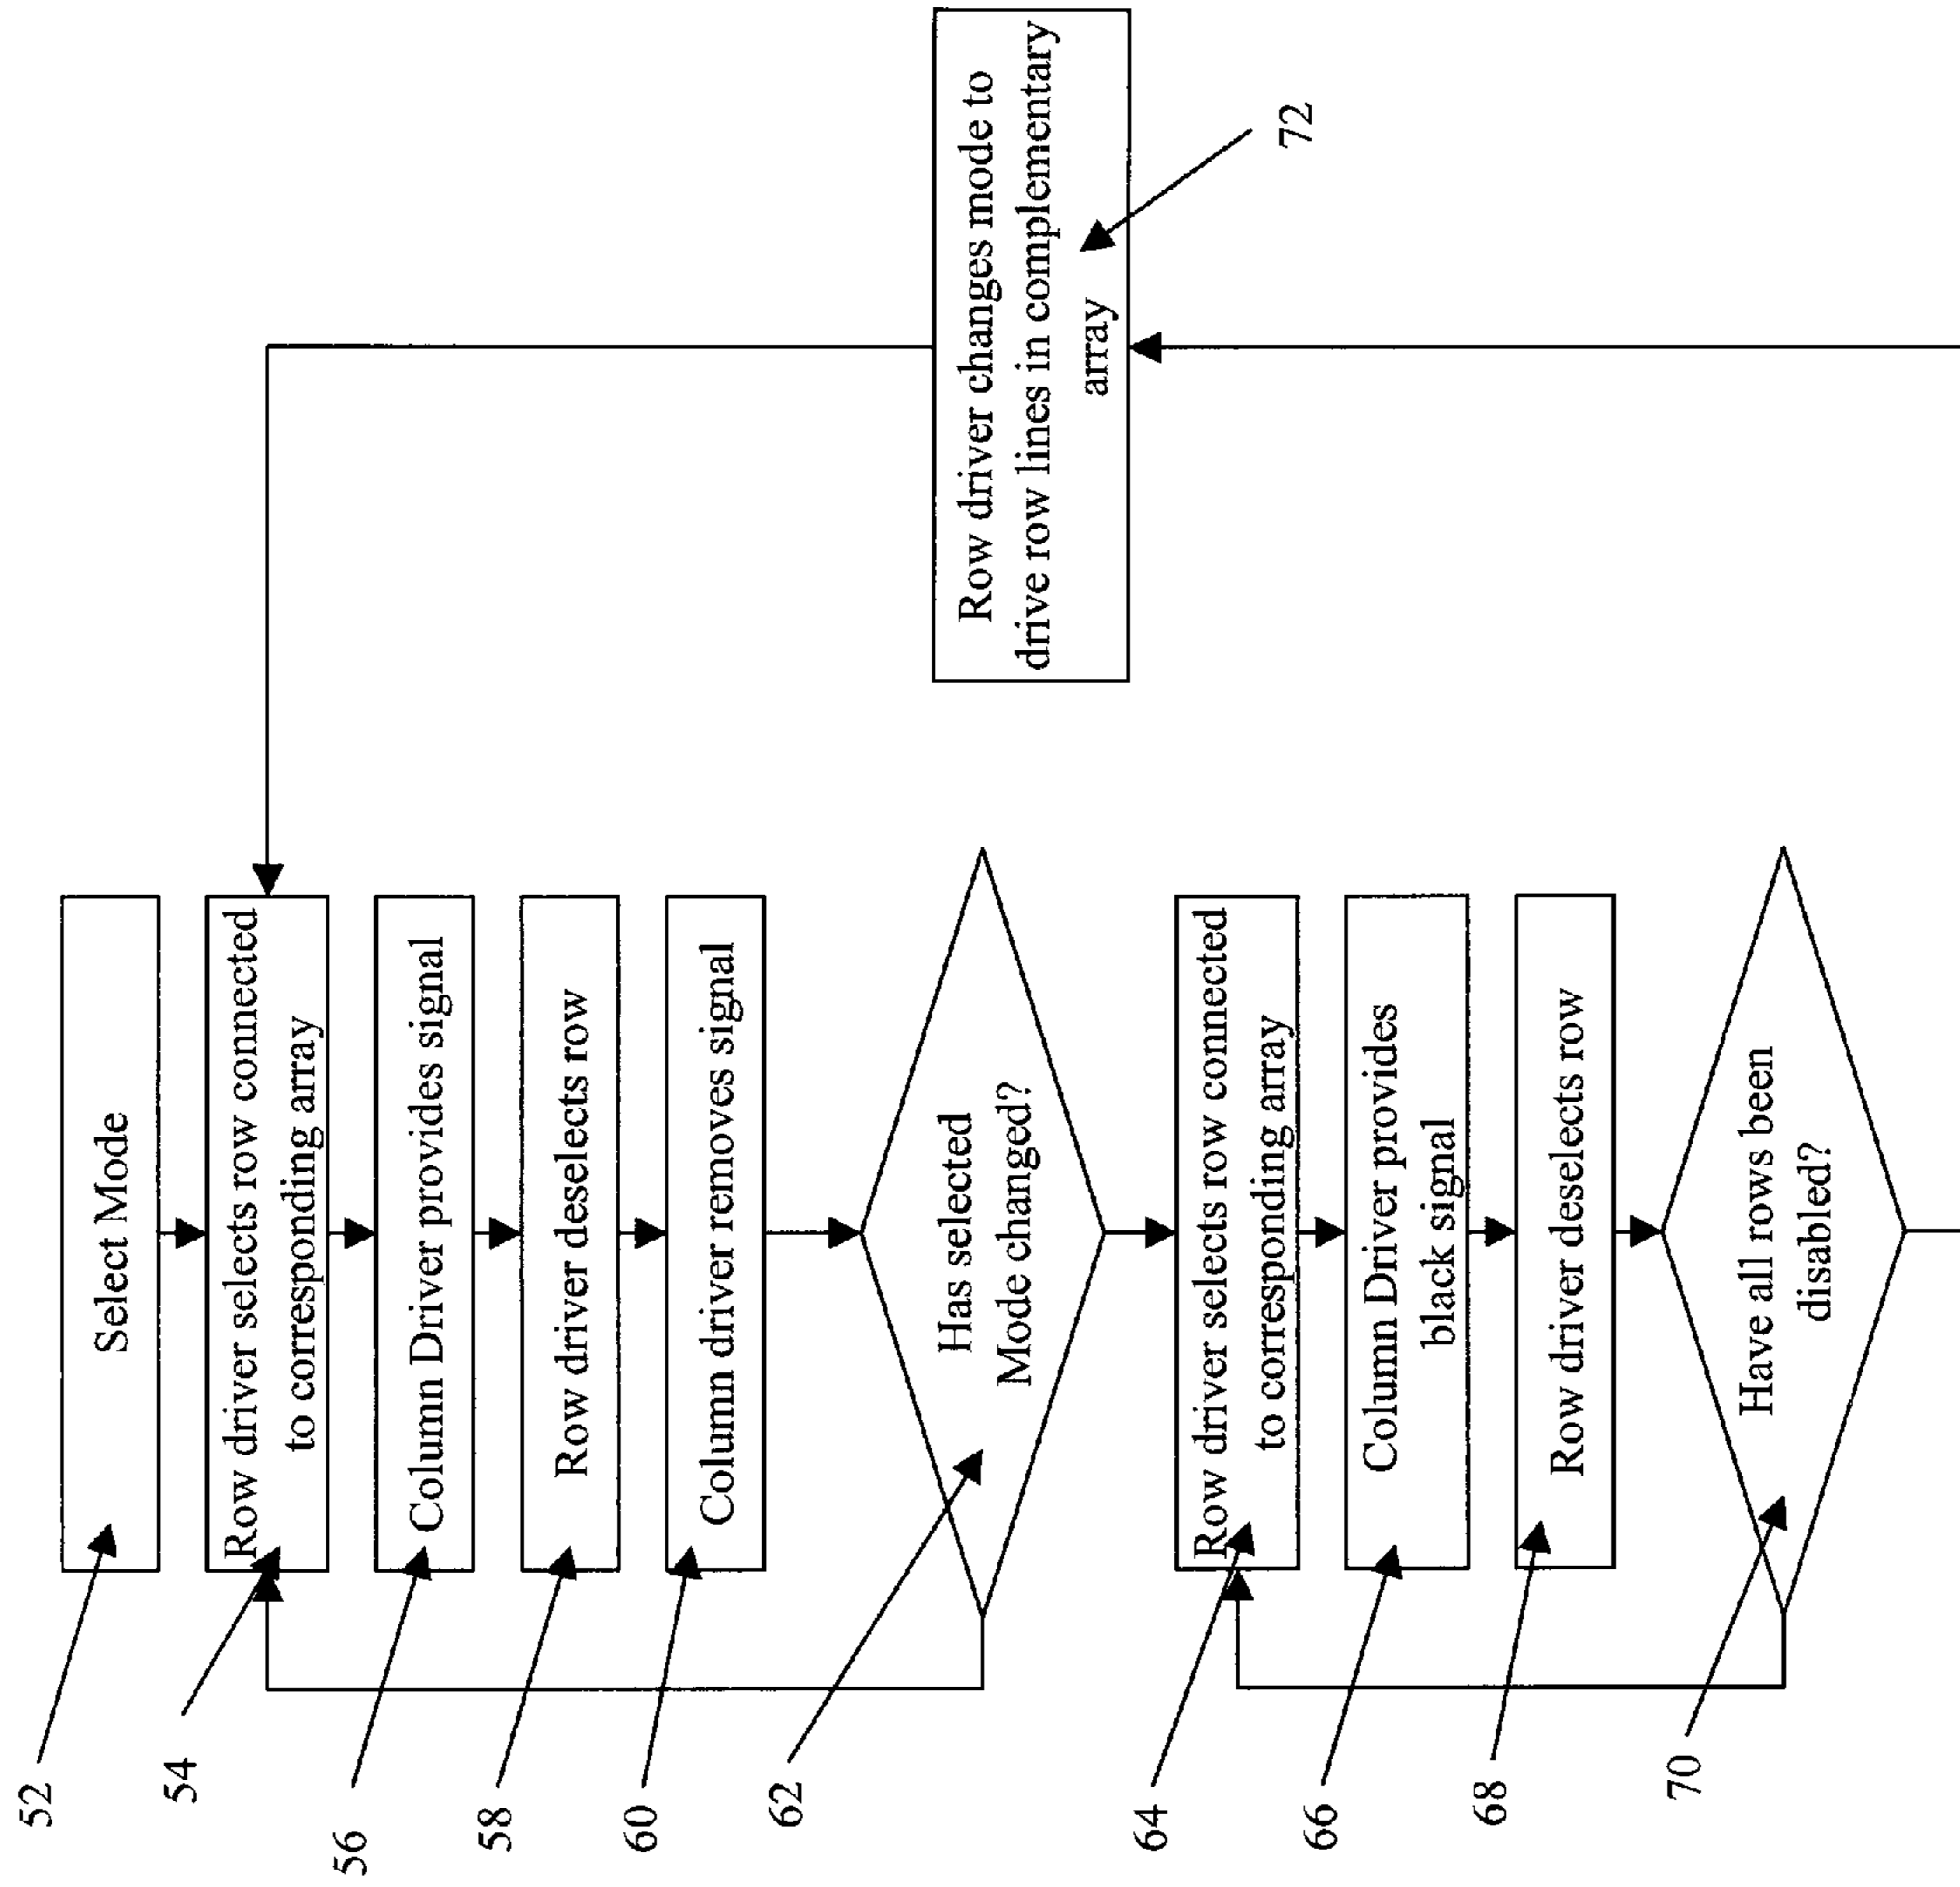 52
Select Mode
54
Row driver selects row connected
to corresponding array
56
Column Driver provides signal
58
Row driver deselects row
60
Column driver removes signal
62
Has selected
Mode changed?
64
Row driver selects row connected
to corresponding array
66
Column Driver provides
black signal
68
Row driver deselects row
70
Have all rows been
disabled?
Row driver changes mode to
drive row lines in complementary
array
72